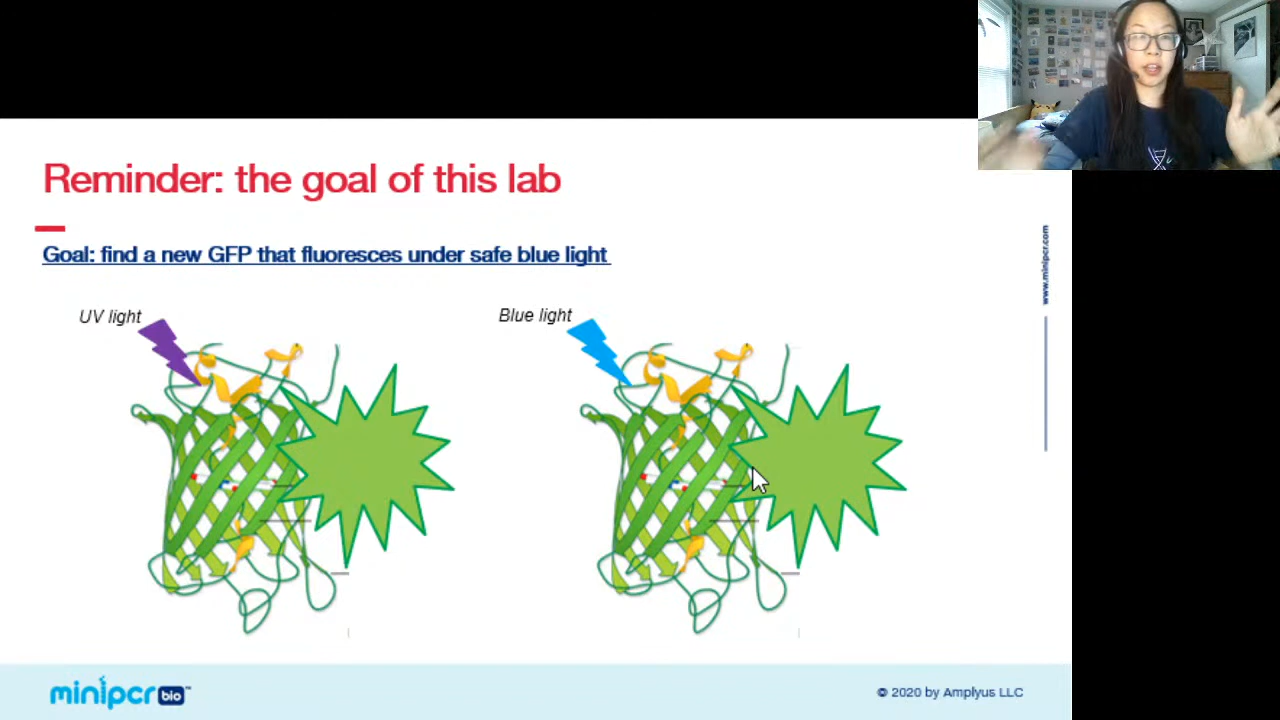 Reminder: the goal of this lab
Goal: find a new GFP that fluoresces under safe blue light
www.minipcr.com
UV light
Blue light
minipcr bio™
© 2020 by Amplyus LLC